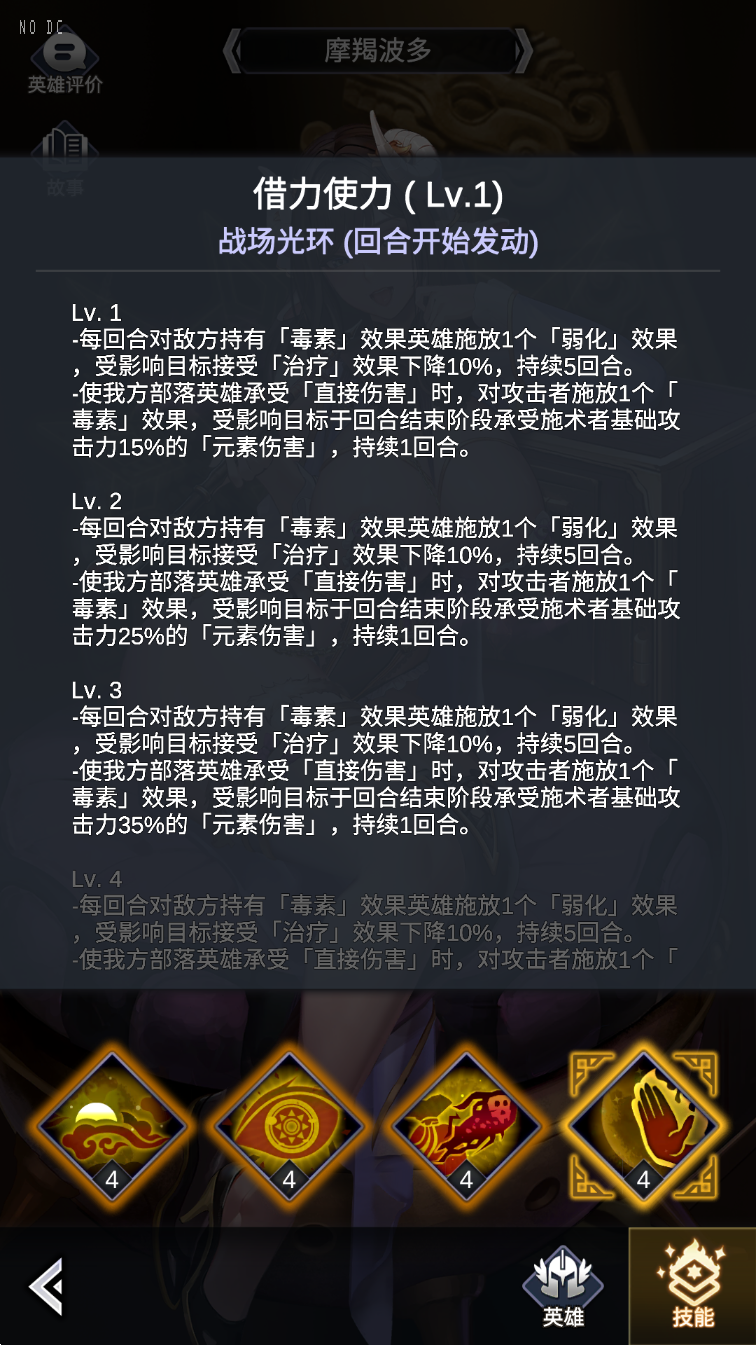 NO DC
英雄评价
摩羯波多
故事
借力使力 ( Lv.1)
战场光环 (回合开始发动)
Lv. 1
-每回合对敌方持有「毒素」效果英雄施放1个「弱化」效果
，受影响目标接受「治疗」效果下降10%，持续5回合。
-使我方部落英雄承受「直接伤害」时，对攻击者施放1个「
毒素」效果，受影响目标于回合结束阶段承受施术者基础攻
击力15%的「元素伤害」，持续1回合。
Lv. 2
-每回合对敌方持有「毒素」效果英雄施放1个「弱化」效果
，受影响目标接受「治疗」效果下降10%，持续5回合。
-使我方部落英雄承受「直接伤害」时，对攻击者施放1个「
毒素」效果，受影响目标于回合结束阶段承受施术者基础攻
击力25%的「元素伤害」，持续1回合。
Lv. 3
-每回合对敌方持有「毒素」效果英雄施放1个「弱化」效果
，受影响目标接受「治疗」效果下降10%，持续5回合。
-使我方部落英雄承受「直接伤害」时，对攻击者施放1个「
毒素」效果，受影响目标于回合结束阶段承受施术者基础攻
击力35%的「元素伤害」，持续1回合。
Lv. 4
-每回合对敌方持有「毒素」效果英雄施放1个「弱化」效果
，受影响目标接受「治疗」效果下降10%，持续5回合。
-使我方部落英雄承受「直接伤害」时，对攻击者施放1个「
4 4 4 4
英雄 技能